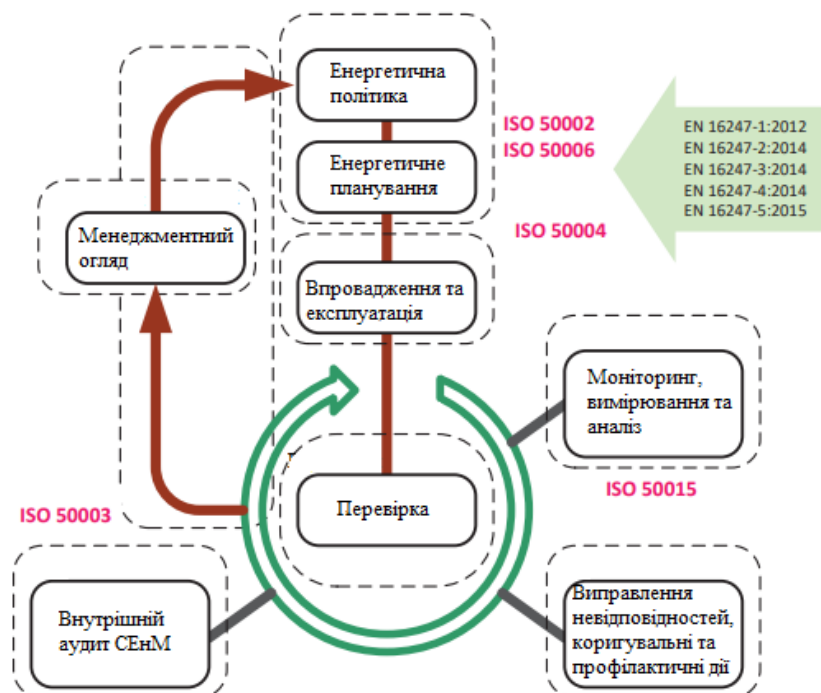 Енергетична
політика
ISO 50002
ISO 50006
EN 16247-1:2012
EN 16247-2:2014
EN 16247-3:2014
EN 16247-4:2014
EN 16247-5:2015
Енергетичне
планування
ISO 50004
Менеджментний
огляд
Впровадження та
експлуатація
Моніторинг,
вимірювання та
аналіз
ISO 50015
Перевірка
ISO 50003
Внутрішній
аудит СЕнМ
Виправлення
невідповідностей,
коригувальні та
профілактичні дії